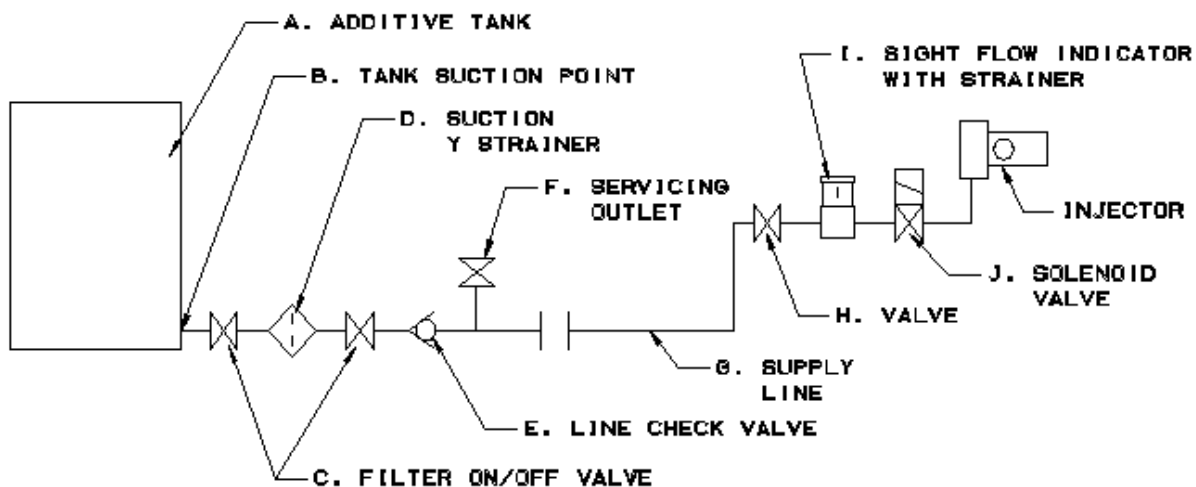 A. ADDITIVE TANK
B. TANK SUCTION POINT
D. SUCTION
Y STRAINER
F. SERVICING
OUTLET
I. SIGHT FLOW INDICATOR
WITH STRAINER
INJECTOR
J. SOLENOID
VALVE
H. VALVE
G. SUPPLY
LINE
E. LINE CHECK VALVE
C. FILTER ON/OFF VALVE